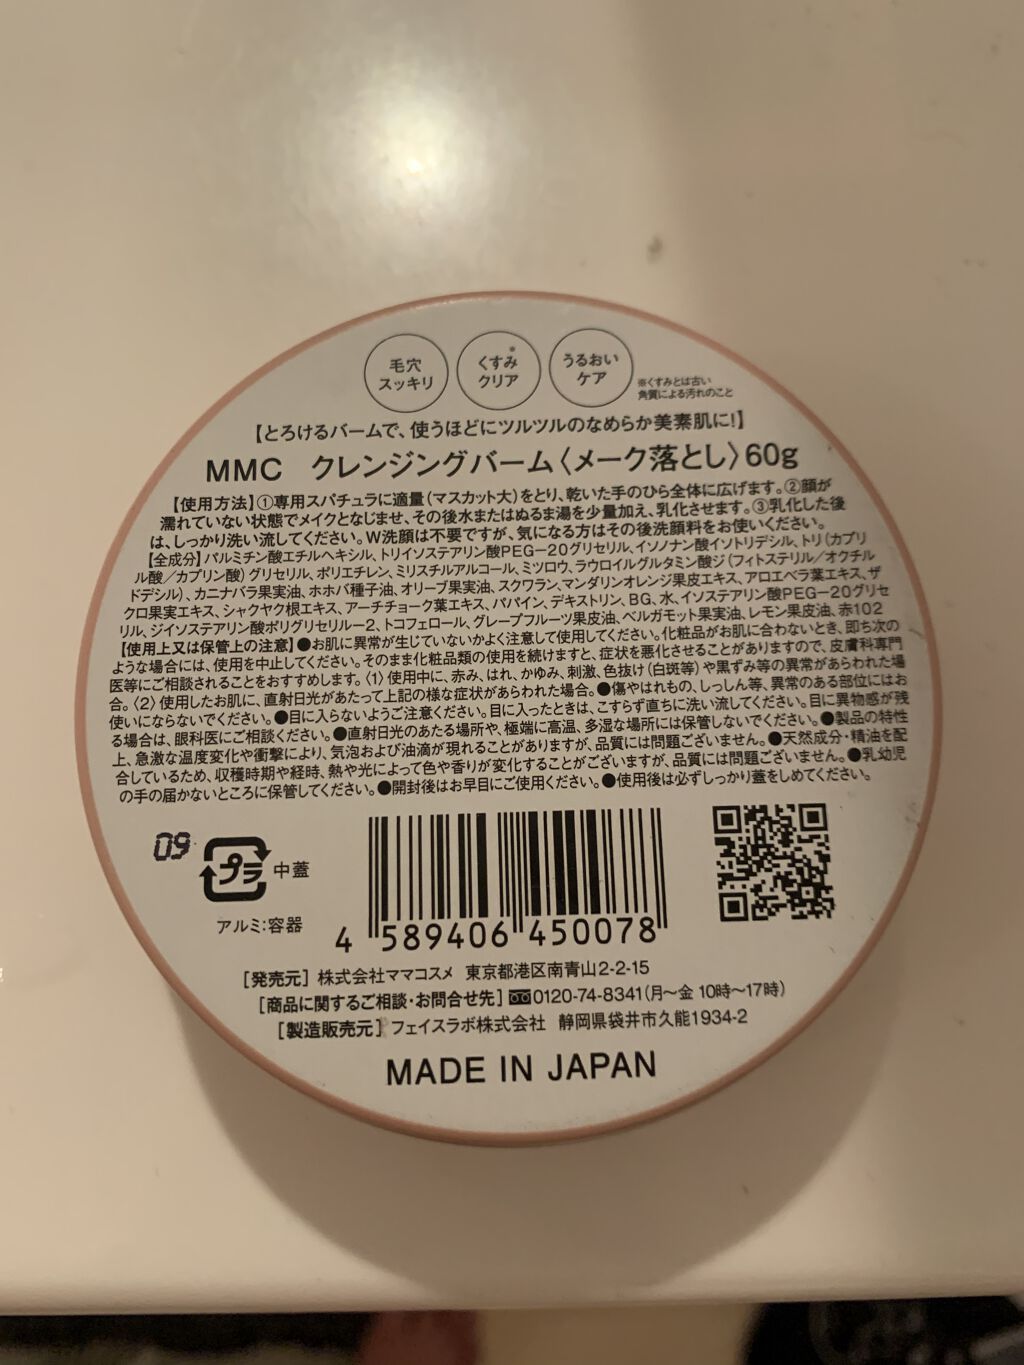 毛穴
スッキリ
くすみ※
クリア
うるおい
ケア
※くすみとは古い
角質による汚れのこと
【とろけるバームで、使うほどにツルツルのなめらか美素肌に!】
MMC クレンジングバーム〈メーク落とし〉60g
【使用方法】①専用スパチュラに適量(マスカット大)をとり、乾いた手のひら全体に広げます。②顔が
濡れていない状態でメイクとなじませ、その後水またはぬるま湯を少量加え、乳化させます。③乳化した後
は、しっかり洗い流してください。W洗顔は不要ですが、気になる方はその後洗顔料をお使いください。
【全成分】パルミチン酸エチルヘキシル、トリイソステアリン酸PEG-20グリセリル、イソノナン酸イソトリデシル、トリ(カプリ
ル酸/カプリン酸)グリセリル、ポリエチレン、ミリスチルアルコール、ミツロウ、ラウロイルグルタミン酸ジ(フィトステリル/オクチル
ドデシル)、カニナバラ果実油、ホホバ種子油、オリーブ果実油、スクワラン、マンダリンオレンジ果皮エキス、アロエベラ葉エキス、ザ
クロ果実エキス、シャクヤク根エキス、アーチチョーク葉エキス、パパイン、デキストリン、BG、水、イソステアリン酸PEG-20グリセ
リル、ジイソステアリン酸ポリグリセリル-2、トコフェロール、グレープフルーツ果皮油、ベルガモット果実油、レモン果皮油、赤102
【使用上又は保管上の注意】●お肌に異常が生じていないかよく注意して使用してください。化粧品がお肌に合わないとき、即ち次の
ような場合には、使用を中止してください。そのまま化粧品類の使用を続けますと、症状を悪化させることがありますので、皮膚科専門
医等にご相談されることをおすすめします。〈1〉使用中に、赤み、はれ、かゆみ、刺激、色抜け(白斑等)や黒ずみ等の異常があらわれた場
合。〈2〉使用したお肌に、直射日光があたって上記の様な症状があらわれた場合。●傷やはれもの、しっしん等、異常のある部位にはお
使いにならないでください。●目に入らないようご注意ください。目に入ったときは、こすらず直ちに洗い流してください。目に異物感が残
る場合は、眼科医にご相談ください。●直射日光のあたる場所や、極端に高温、多湿な場所には保管しないでください。●製品の特性
上、急激な温度変化や衝撃により、気泡および油滴が現れることがありますが、品質には問題ございません。●天然成分・精油を配
合しているため、収穫時期や経時、熱や光によって色や香りが変化することがございますが、品質には問題ございません。●乳幼児
の手の届かないところに保管してください。●開封後はお早目にご使用ください。●使用後は必ずしっかり蓋をしめてください。
09
プラ 中蓋
アルミ:容器
4 589406 450078
[発売元] 株式会社ママコスメ 東京都港区南青山2-2-15
[商品に関するご相談・お問合せ先] 0120-74-8341(月〜金 10時〜17時)
[製造販売元] フェイスラボ株式会社 静岡県袋井市久能1934-2
MADE IN JAPAN